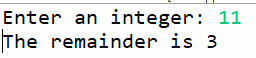 Enter an integer: 11
The remainder is 3